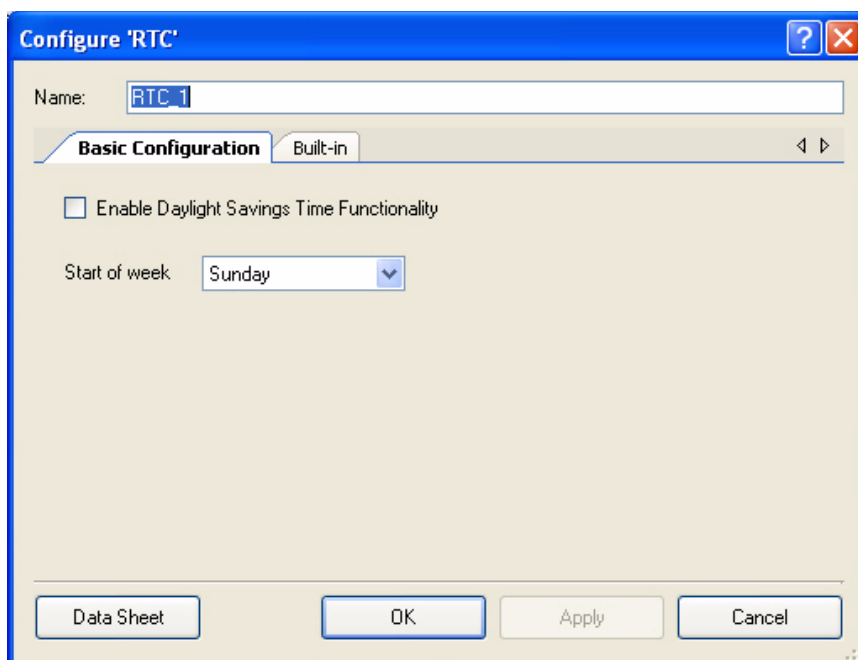 Configure 'RTC'
Name: RTC_1
Basic Configuration Built-in
Enable Daylight Savings Time Functionality
Start of week Sunday
Data Sheet OK Apply Cancel